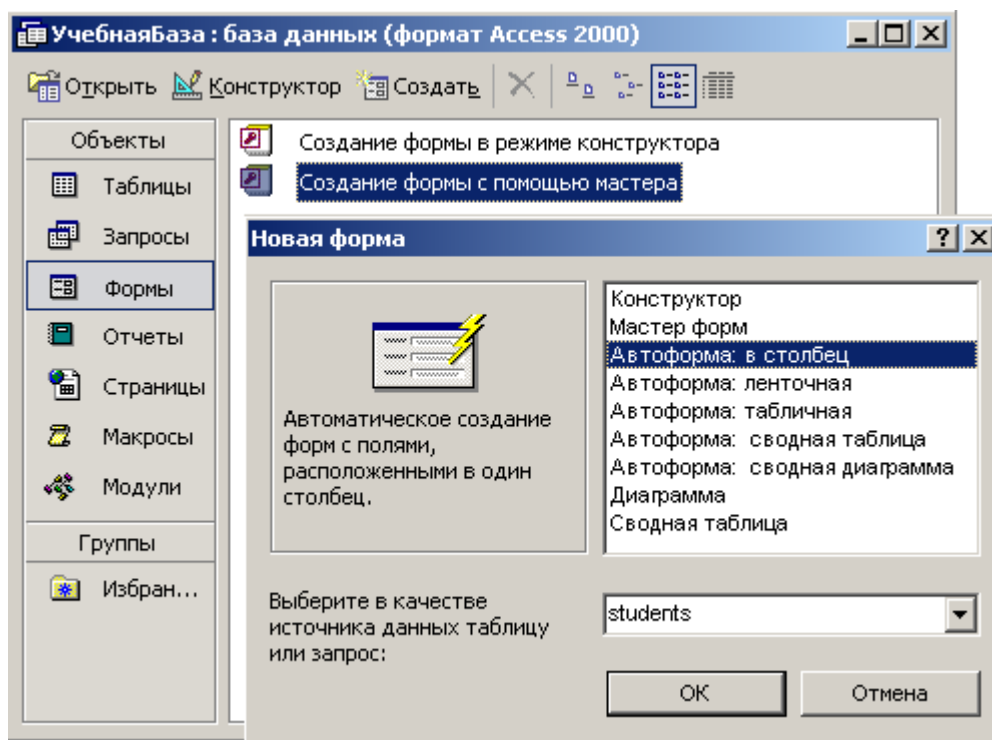 УчебнаяБаза : база данных (формат Access 2000)
Открыть Конструктор Создать
Объекты
Таблицы
Запросы
Формы
Отчеты
Страницы
Макросы
Модули
Группы
Избран...
Создание формы в режиме конструктора
Создание формы с помощью мастера
Новая форма
Автоматическое создание
форм с полями,
расположенными в один
столбец.
Конструктор
Мастер форм
Автоформа: в столбец
Автоформа: ленточная
Автоформа: табличная
Автоформа: сводная таблица
Автоформа: сводная диаграмма
Диаграмма
Сводная таблица
Выберите в качестве
источника данных таблицу
или запрос:
students
ОК
Отмена